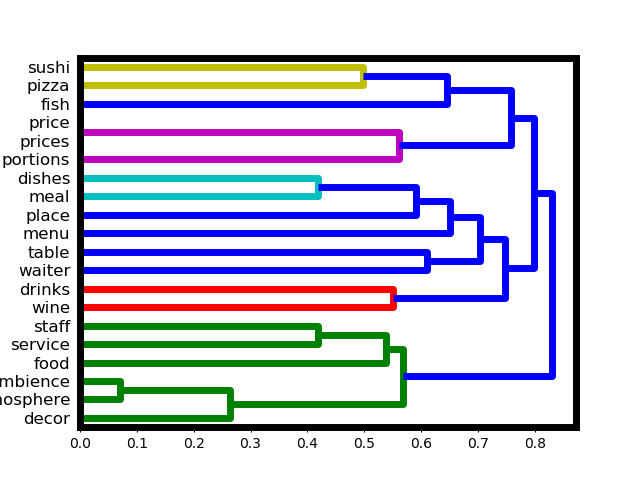 sushi
pizza
fish
price
prices
portions
dishes
meal
place
menu
table
waiter
drinks
wine
staff
service
food
mbience
nosphere
decor
0.0 0.1 0.2 0.3 0.4 0.5 0.6 0.7 0.8